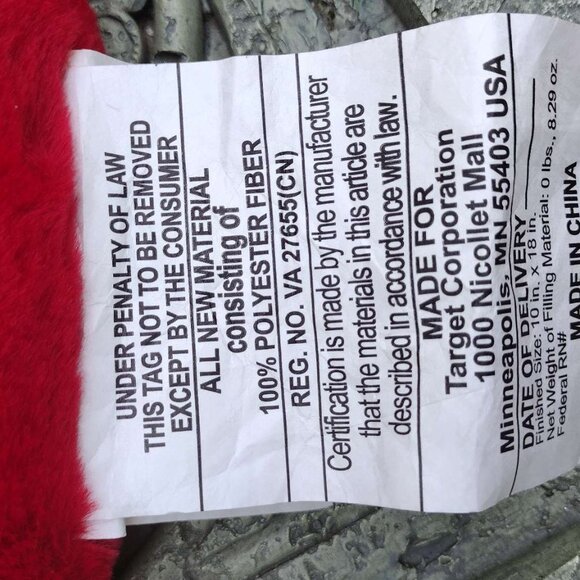 UNDER PENALTY OF LAW
THIS TAG NOT TO BE REMOVED
EXCEPT BY THE CONSUMER
ALL NEW MATERIAL
consisting of
100% POLYESTER FIBER
REG. NO. VA 27655(CN)
Certification is made by the manufacturer
that the materials in this article are
described in accordance with law.
MADE FOR
Target Corporation
1000 Nicollet Mall
Minneapolis, MN 55403 USA
DATE OF DELIVERY
Finished Size: 10 in. x 18 in.
Net Weight of Filling Material: 0 lbs., 8.29 oz.
Federal RN#
MADE IN CHINA